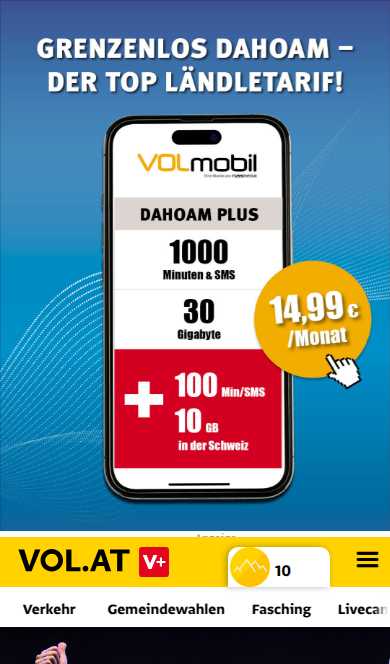 GRENZENLOS DAHOAM –
DER TOP LÄNDLETARIF!
VOLmobil
DAHOAM PLUS
1000
Minuten & SMS
30
Gigabyte
14,99 €
/Monat
+ 100 Min/SMS
10 GB
in der Schweiz
Anzeige
VOL.AT V+
10
Verkehr Gemeindewahlen Fasching Livecam